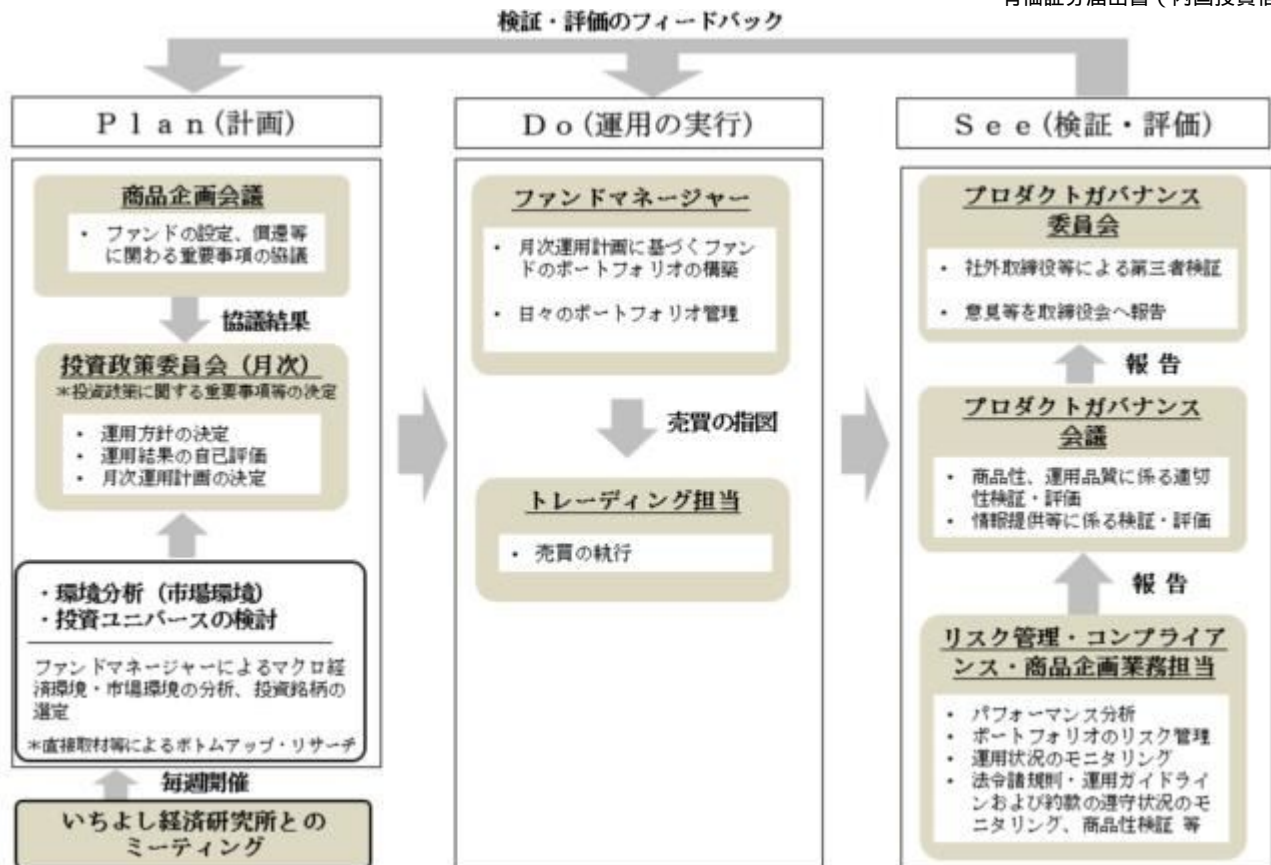 有価証券届出書（内国投資信
検証・評価のフィードバック
Ｐｌａｎ(計画)
商品企画会議
・ ファンドの設定、償還等
に関わる重要事項の協議
協議結果
投資政策委員会（月次）
＊投資政策に関する重要事項等の決定
・ 運用方針の決定
・ 運用結果の自己評価
・ 月次運用計画の決定
・環境分析（市場環境）
・投資ユニバースの検討
ファンドマネージャーによるマクロ経
済環境・市場環境の分析、投資銘柄の
選定
＊直接取材等によるボトムアップ・リサーチ
毎週開催
いちよし経済研究所との
ミーティング
Ｄｏ(運用の実行)
ファンドマネージャー
・ 月次運用計画に基づくファン
ドのポートフォリオの構築
・ 日々のポートフォリオ管理
売買の指図
トレーディング担当
・ 売買の執行
Ｓｅｅ(検証・評価)
プロダクトガバナンス
委員会
・ 社外取締役等による第三者検証
・ 意見等を取締役会へ報告
報 告
プロダクトガバナンス
会議
・ 商品性、運用品質に係る適切
性検証・評価
・ 情報提供等に係る検証・評価
報 告
リスク管理・コンプライア
ンス・商品企画業務担当
・ パフォーマンス分析
・ ポートフォリオのリスク管理
・ 運用状況のモニタリング
・ 法令諸規則・運用ガイドライ
ンおよび約款の遵守状況のモ
ニタリング、商品性検証 等